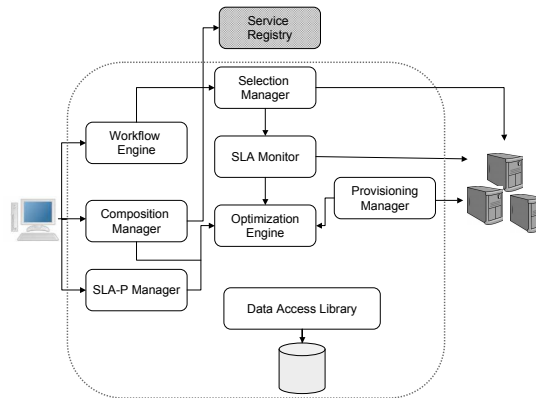 Service
Registry
Selection
Manager
Workflow
Engine
SLA Monitor
Provisioning
Manager
Composition
Manager
Optimization
Engine
SLA-P Manager
Data Access Library